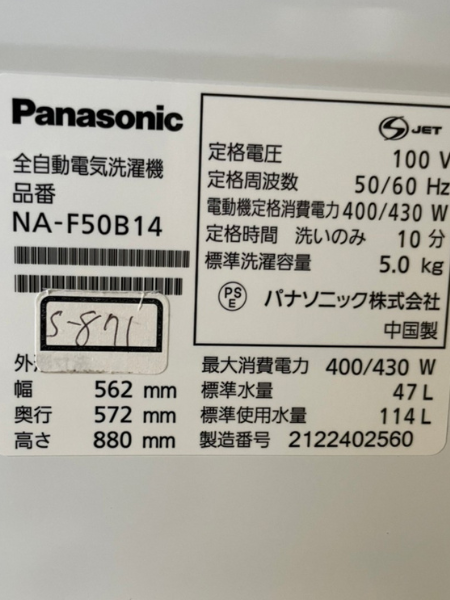 Panasonic
全自動電気洗濯機
品番
NA-F50B14
S-871
幅 562 mm
奥行 572 mm
高さ 880 mm
S JET
定格電圧 100 V
定格周波数 50/60 Hz
電動機定格消費電力 400/430 W
定格時間 洗いのみ 10 分
標準洗濯容量 5.0 kg
PSE パナソニック株式会社
中国製
最大消費電力 400/430 W
標準水量 47 L
標準使用水量 114 L
製造番号 2122402560